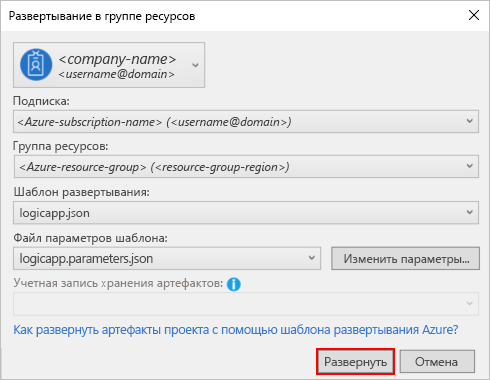 Развертывание в группе ресурсов
<company-name>
<username@domain>
Подписка:
<Azure-subscription-name> (<username@domain>)
Группа ресурсов:
<Azure-resource-group> (<resource-group-region>)
Шаблон развертывания:
logicapp.json
Файл параметров шаблона:
logicapp.parameters.json
Изменить параметры...
Учетная запись хранения артефактов:
Как развернуть артефакты проекта с помощью шаблона развертывания Azure?
Развернуть
Отмена